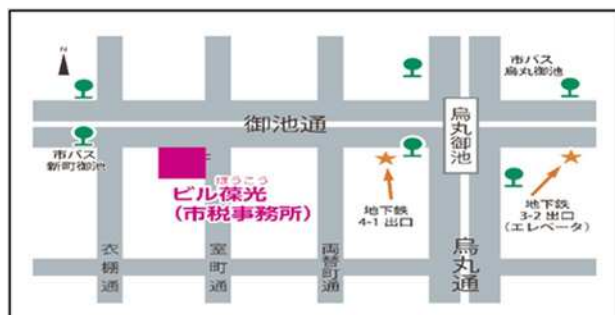 N
市バス
烏丸御池
御池通
烏丸御池
市バス
新町御池
ほうこう
ビル葆光
(市税事務所)
地下鉄
4-1 出口
地下鉄
3-2 出口
(エレベータ)
衣棚通
室町通
両替町通
烏丸通